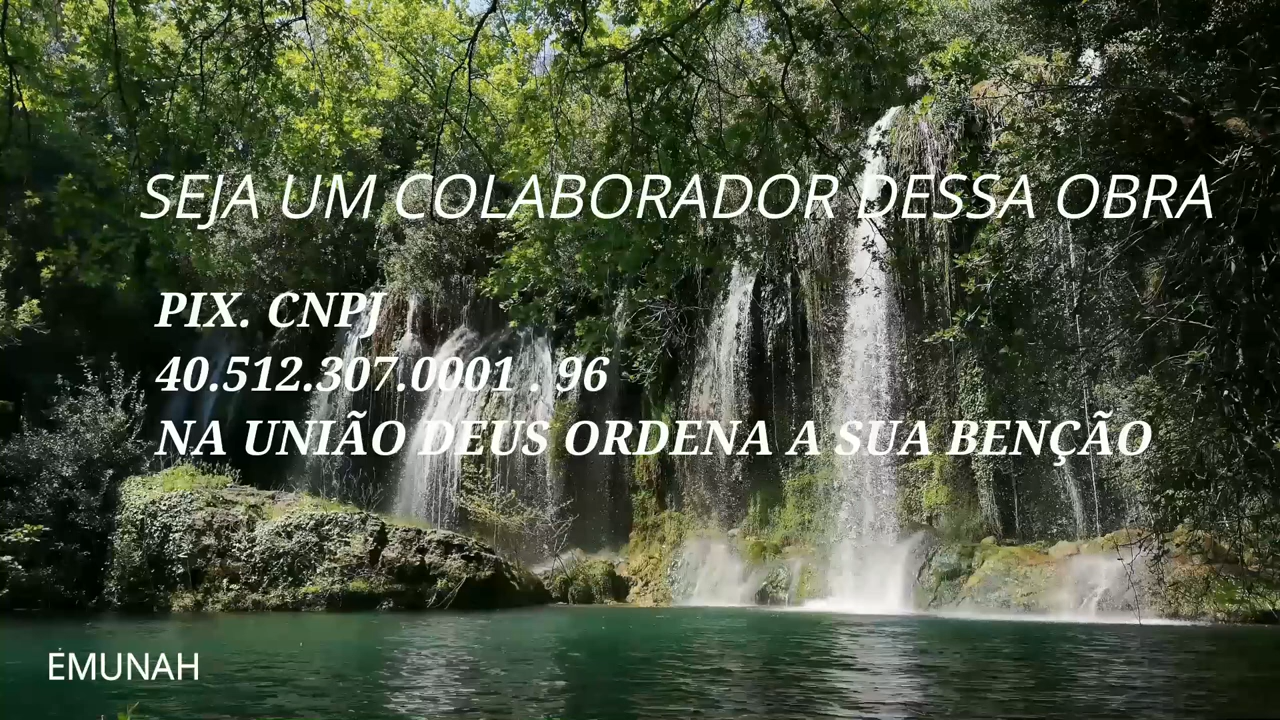 SEJA UM COLABORADOR DESSA OBRA
PIX. CNPJ
40.512.307.0001 . 96
NA UNIÃO DEUS ORDENA A SUA BENÇÃO
EMUNAH